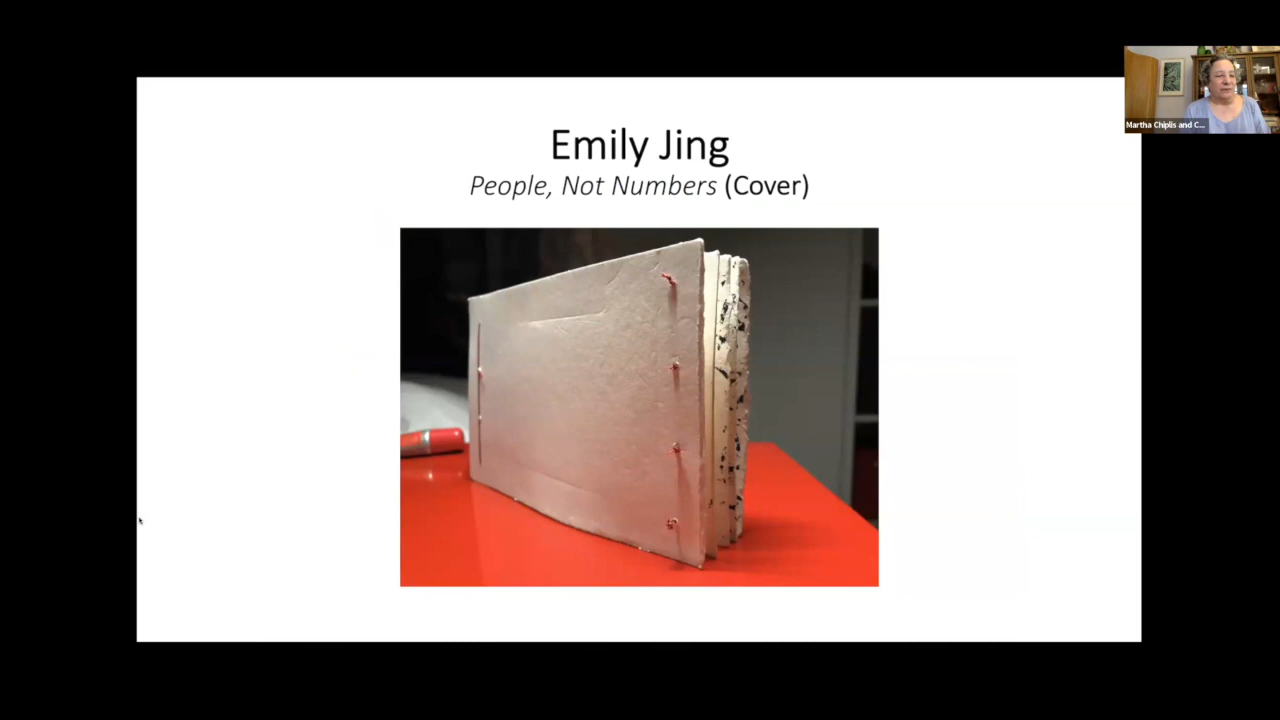 Emily Jing
People, Not Numbers (Cover)
Martha Chiplis and C...